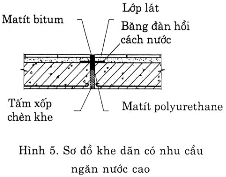 Lớp lát
Matít bitum
Băng đàn hồi
cách nước
Tấm xốp
chèn khe
Matít polyurethane
Hình 5. Sơ đồ khe dãn có nhu cầu
ngăn nước cao